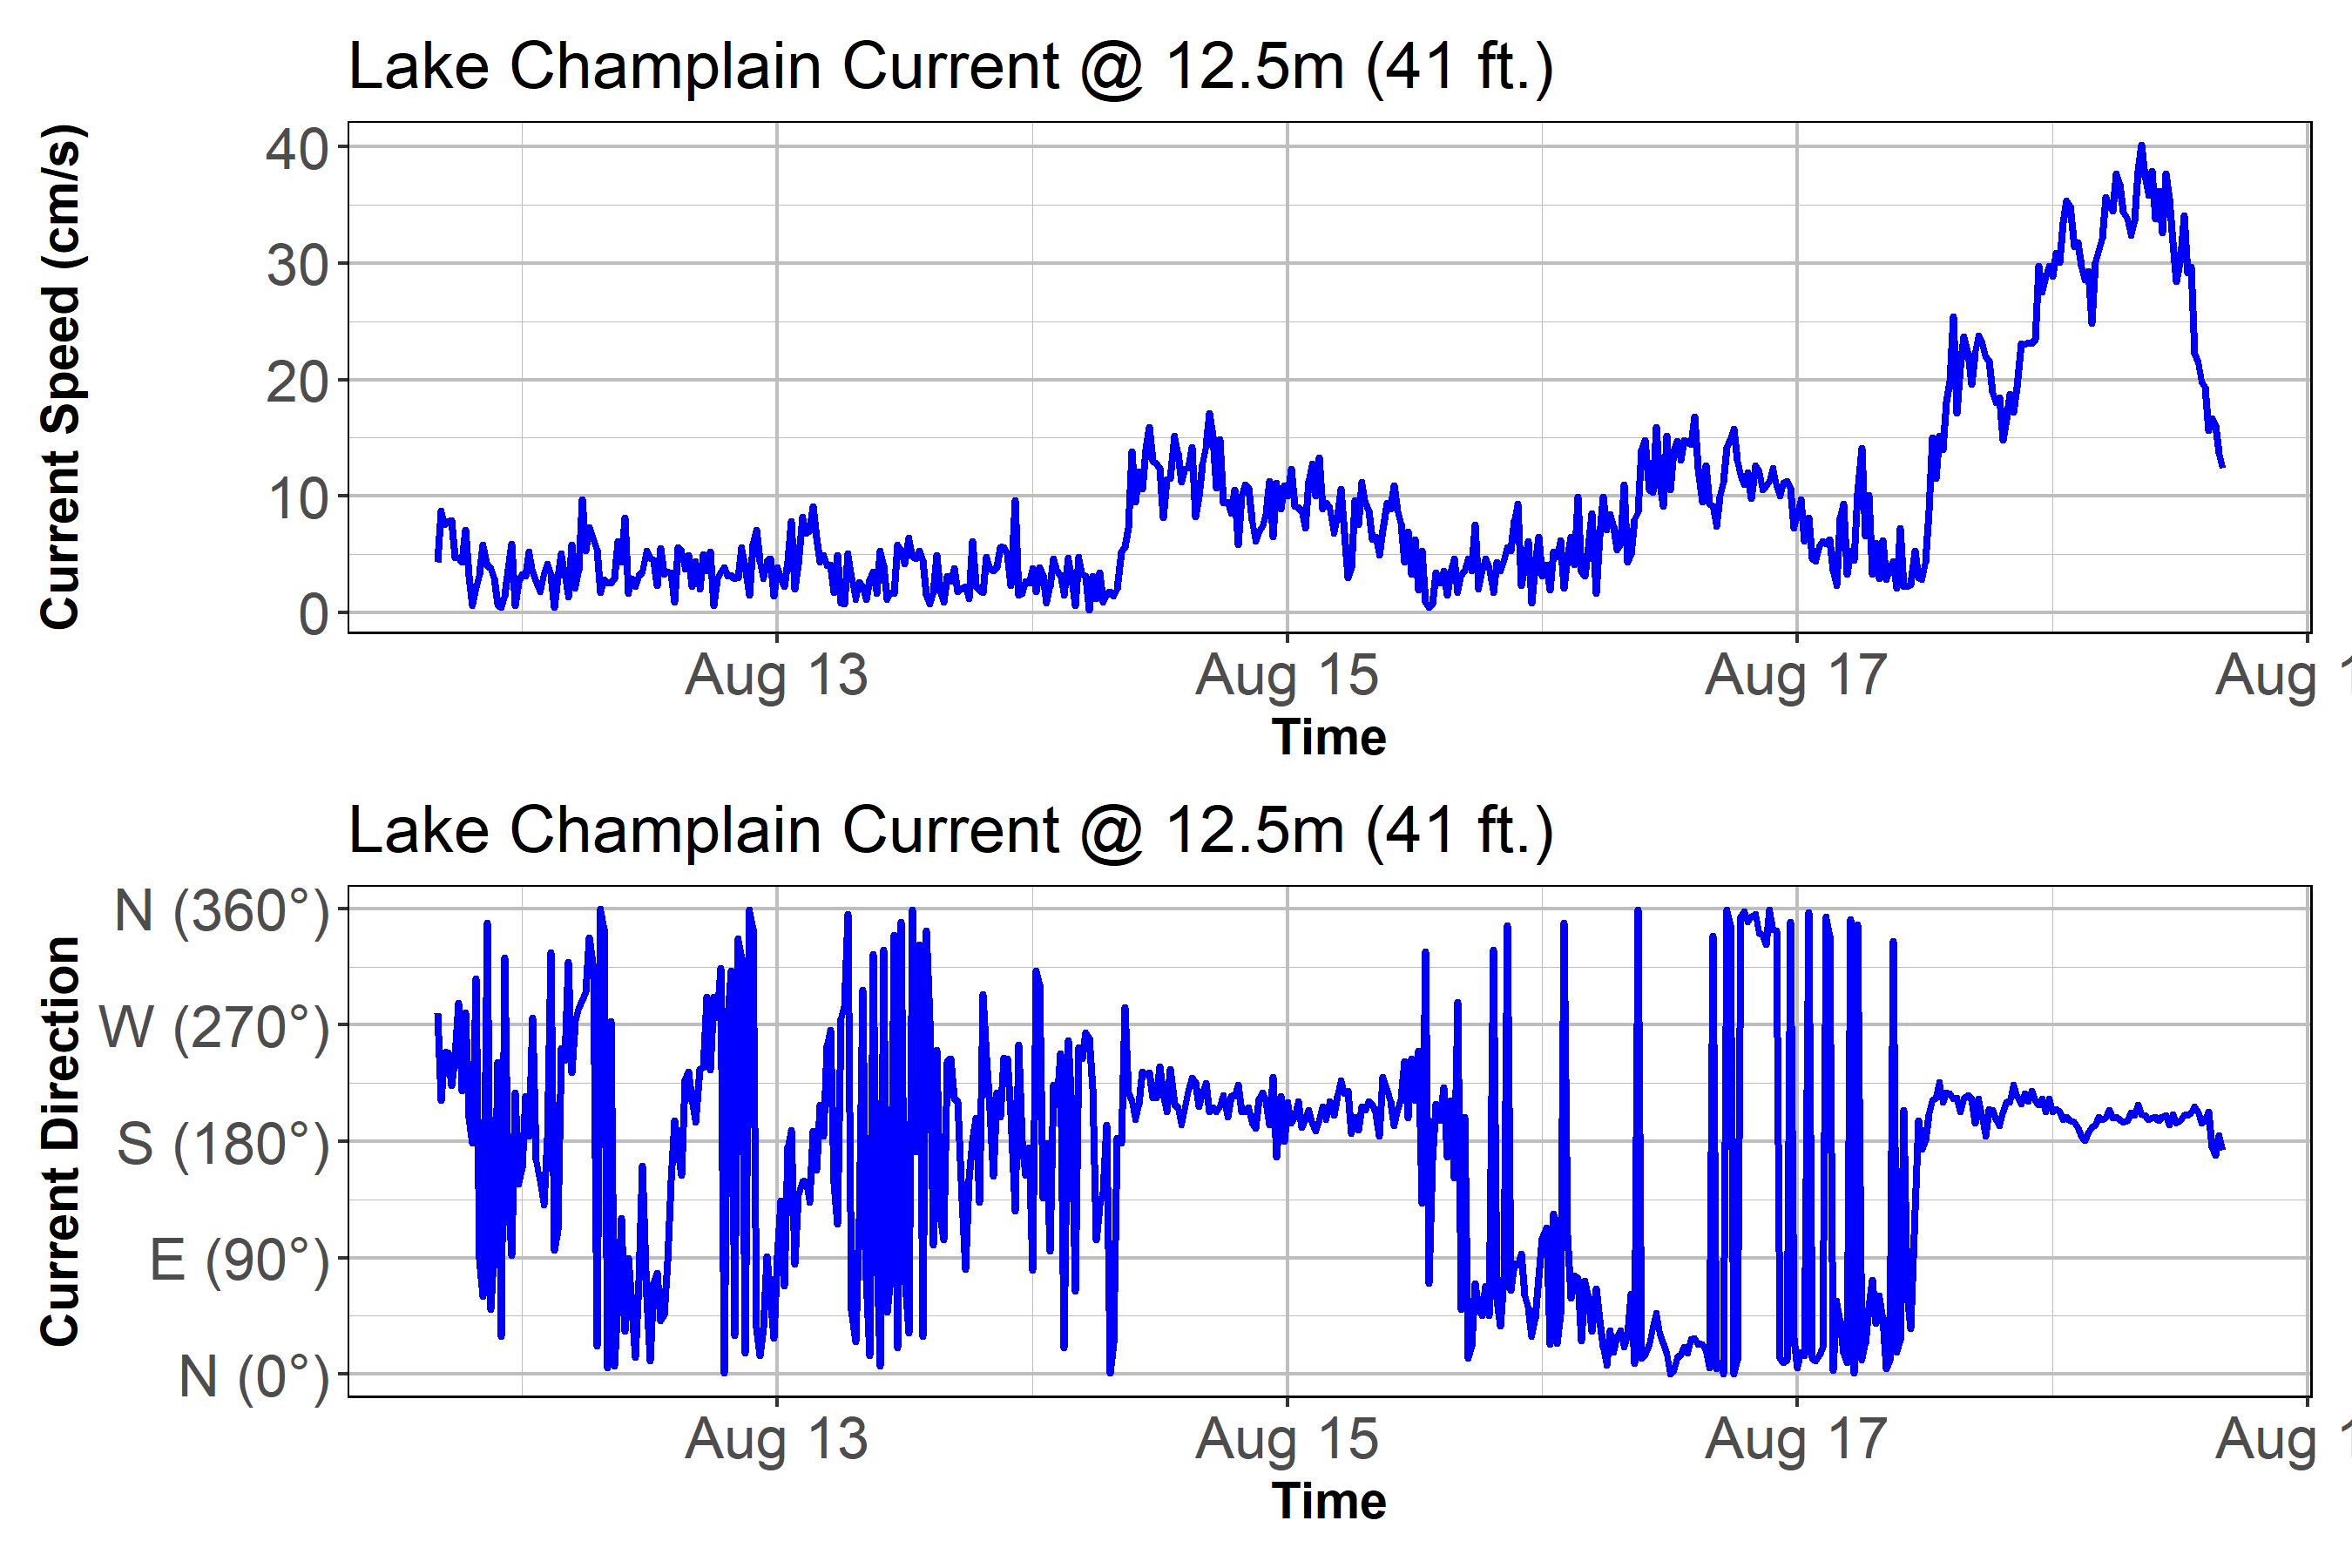 Lake Champlain Current @ 12.5m (41 ft.)
Current Speed (cm/s)
40
30
20
10
0
Aug 13
Aug 15
Aug 17
Aug 1
Time
Lake Champlain Current @ 12.5m (41 ft.)
Current Direction
N (360°)
W (270°)
S (180°)
E (90°)
N (0°)
Aug 13
Aug 15
Aug 17
Aug 1
Time